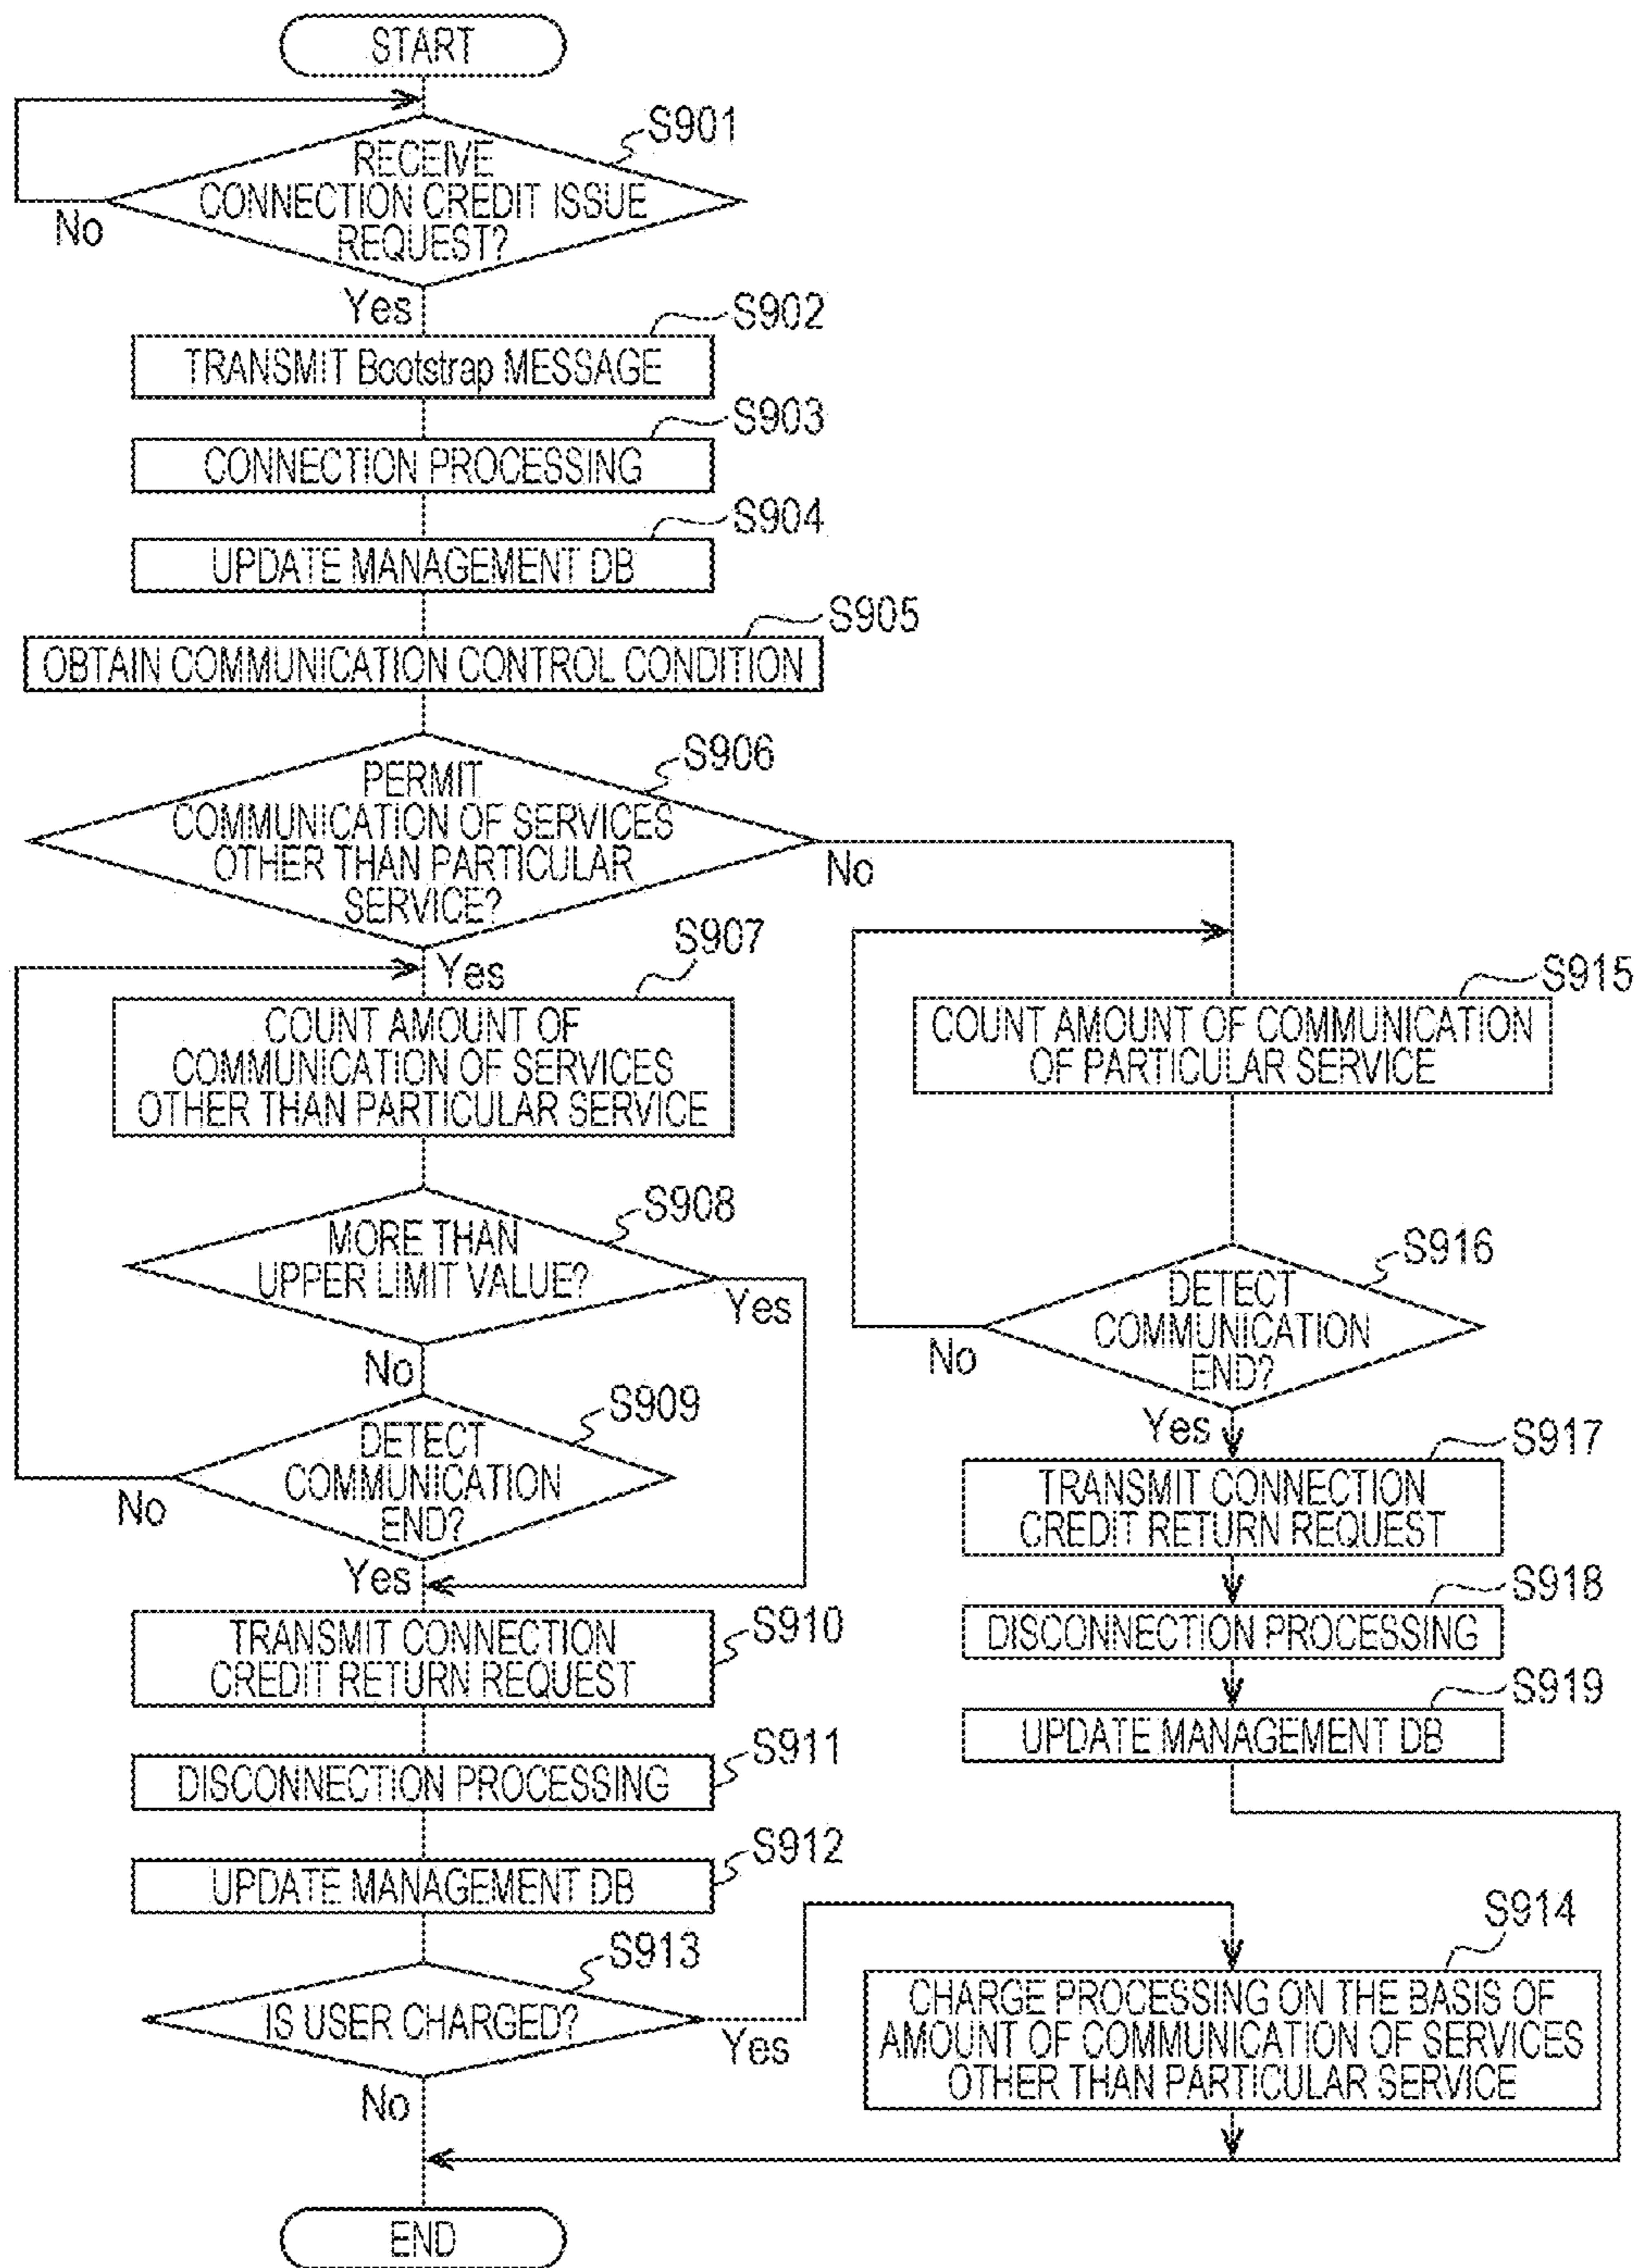 START
S901
RECEIVE
CONNECTION CREDIT ISSUE
REQUEST?
No
Yes
S902
TRANSMIT Bootstrap MESSAGE
S903
CONNECTION PROCESSING
S904
UPDATE MANAGEMENT DB
S905
OBTAIN COMMUNICATION CONTROL CONDITION
S906
PERMIT
COMMUNICATION OF SERVICES
OTHER THAN PARTICULAR
SERVICE?
No
Yes
S907
COUNT AMOUNT OF
COMMUNICATION OF SERVICES
OTHER THAN PARTICULAR SERVICE
S908
MORE THAN
UPPER LIMIT VALUE?
Yes
No
S909
DETECT
COMMUNICATION
END?
No
Yes
S910
TRANSMIT CONNECTION
CREDIT RETURN REQUEST
S911
DISCONNECTION PROCESSING
S912
UPDATE MANAGEMENT DB
S913
IS USER CHARGED?
Yes
No
S914
CHARGE PROCESSING ON THE BASIS OF
AMOUNT OF COMMUNICATION OF SERVICES
OTHER THAN PARTICULAR SERVICE
S915
COUNT AMOUNT OF COMMUNICATION
OF PARTICULAR SERVICE
S916
DETECT
COMMUNICATION
END?
No
Yes
S917
TRANSMIT CONNECTION
CREDIT RETURN REQUEST
S918
DISCONNECTION PROCESSING
S919
UPDATE MANAGEMENT DB
END